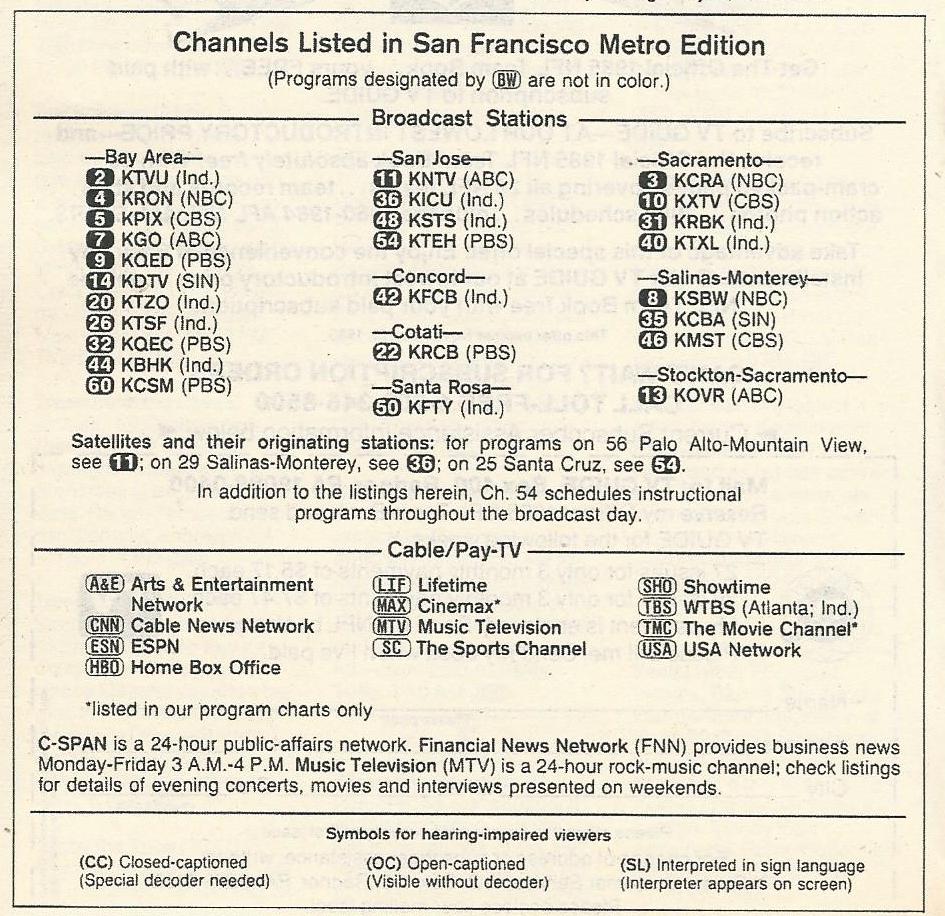 Channels Listed in San Francisco Metro Edition
(Programs designated by BW are not in color.)
Broadcast Stations
—Bay Area—
2 KTVU (Ind.)
4 KRON (NBC)
5 KPIX (CBS)
7 KGO (ABC)
9 KQED (PBS)
14 KDTV (SIN)
20 KTZO (Ind.)
26 KTSF (Ind.)
32 KQEC (PBS)
44 KBHK (Ind.)
60 KCSM (PBS)
—San Jose—
11 KNTV (ABC)
36 KICU (Ind.)
48 KSTS (Ind.)
54 KTEH (PBS)
—Concord—
42 KFCB (Ind.)
—Cotati—
22 KRCB (PBS)
—Santa Rosa—
50 KFTY (Ind.)
—Sacramento—
3 KCRA (NBC)
10 KXTV (CBS)
31 KRBK (Ind.)
40 KTXL (Ind.)
—Salinas-Monterey—
8 KSBW (NBC)
35 KCBA (SIN)
46 KMST (CBS)
—Stockton-Sacramento—
13 KOVR (ABC)
Satellites and their originating stations: for programs on 56 Palo Alto-Mountain View,
see 11; on 29 Salinas-Monterey, see 36; on 25 Santa Cruz, see 54.
In addition to the listings herein, Ch. 54 schedules instructional
programs throughout the broadcast day.
Cable/Pay-TV
A&E Arts & Entertainment
Network
CNN Cable News Network
ESN ESPN
HBO Home Box Office
LIF Lifetime
MAX Cinemax*
MTV Music Television
SC The Sports Channel
SHO Showtime
TBS WTBS (Atlanta; Ind.)
TMC The Movie Channel*
USA USA Network
*listed in our program charts only
C-SPAN is a 24-hour public-affairs network. Financial News Network (FNN) provides business news
Monday-Friday 3 A.M.-4 P.M. Music Television (MTV) is a 24-hour rock-music channel; check listings
for details of evening concerts, movies and interviews presented on weekends.
Symbols for hearing-impaired viewers
(CC) Closed-captioned
(Special decoder needed)
(OC) Open-captioned
(Visible without decoder)
(SL) Interpreted in sign language
(Interpreter appears on screen)